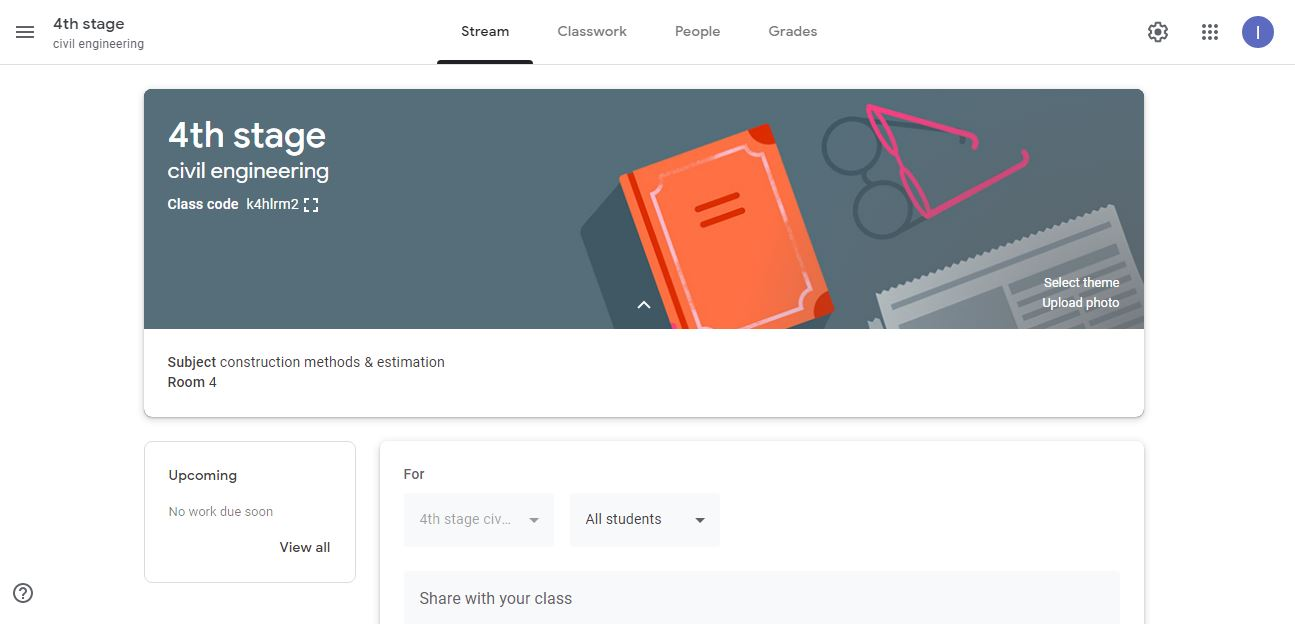 4th stage
civil engineering
Stream
Classwork
People
Grades
I
4th stage
civil engineering
Class code k4hlrm2
Select theme
Upload photo
Subject construction methods & estimation
Room 4
Upcoming
No work due soon
View all
For
4th stage civ...
All students
Share with your class
?